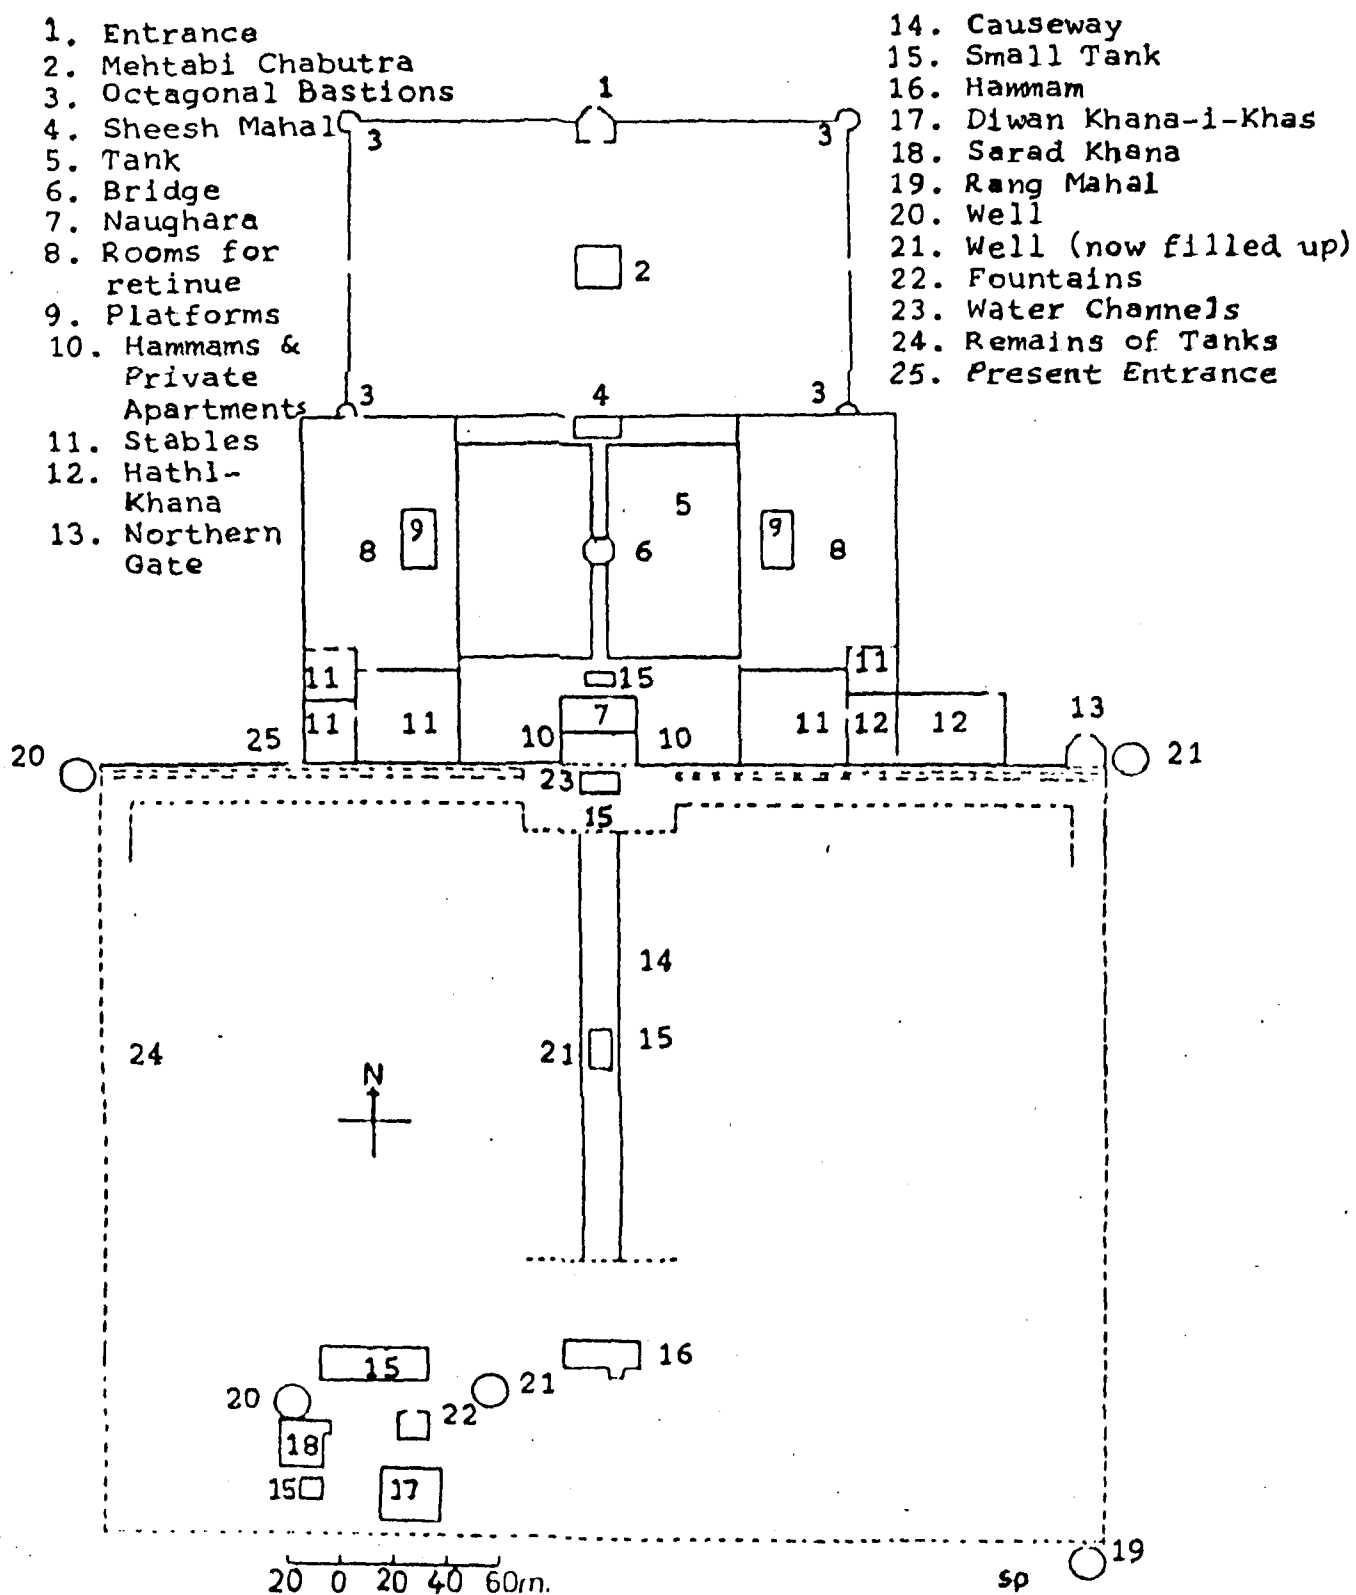 1. Entrance
2. Mehtabi Chabutra
3. Octagonal Bastions
4. Sheesh Mahal
5. Tank
6. Bridge
7. Naughara
8. Rooms for
retinue
9. Platforms
10. Hammams &
Private
Apartments
11. Stables
12. Hathi-
Khana
13. Northern
Gate
14. Causeway
15. Small Tank
16. Hammam
17. Diwan Khana-i-Khas
18. Sarad Khana
19. Rang Mahal
20. Well
21. Well (now filled up)
22. Fountains
23. Water Channels
24. Remains of Tanks
25. Present Entrance
1
3 3
2
3 4 3
5
9 9
8 6 8
11 15 11
11 11 7 11 12 12 13
20 25 10 10 21
23
15
14
24 21 15
N
15 16
20 21
22
18
15 17
19
20 0 20 40 60m.
sp